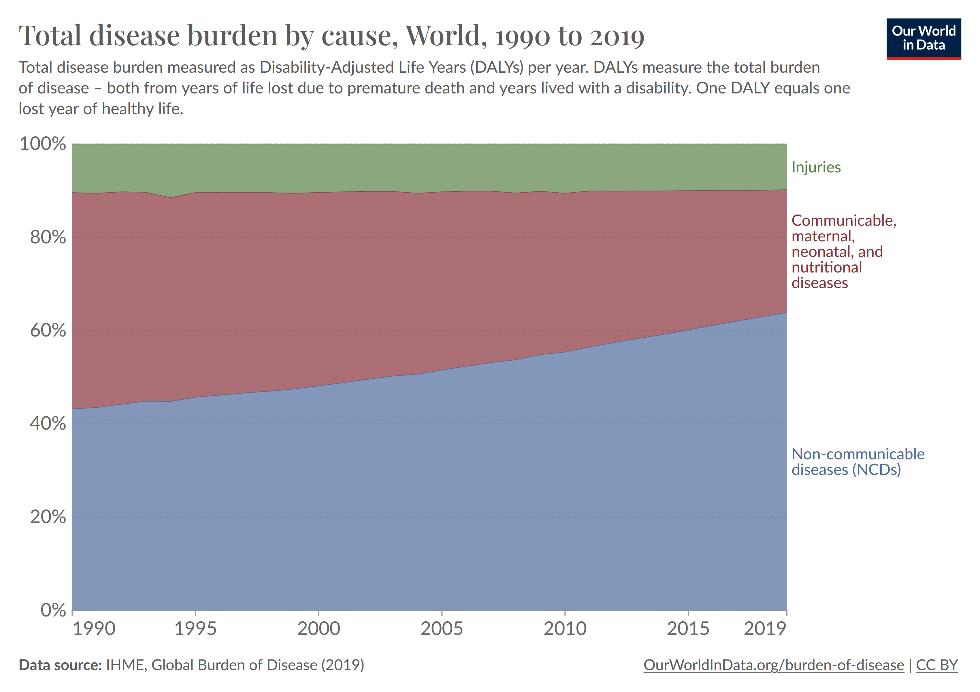 Total disease burden by cause, World, 1990 to 2019
Our World
in Data
Total disease burden measured as Disability-Adjusted Life Years (DALYs) per year. DALYs measure the total burden
of disease – both from years of life lost due to premature death and years lived with a disability. One DALY equals one
lost year of healthy life.
100%
80%
60%
40%
20%
0%
Injuries
Communicable,
maternal,
neonatal, and
nutritional
diseases
Non-communicable
diseases (NCDs)
1990 1995 2000 2005 2010 2015 2019
Data source: IHME, Global Burden of Disease (2019)
OurWorldInData.org/burden-of-disease | CC BY